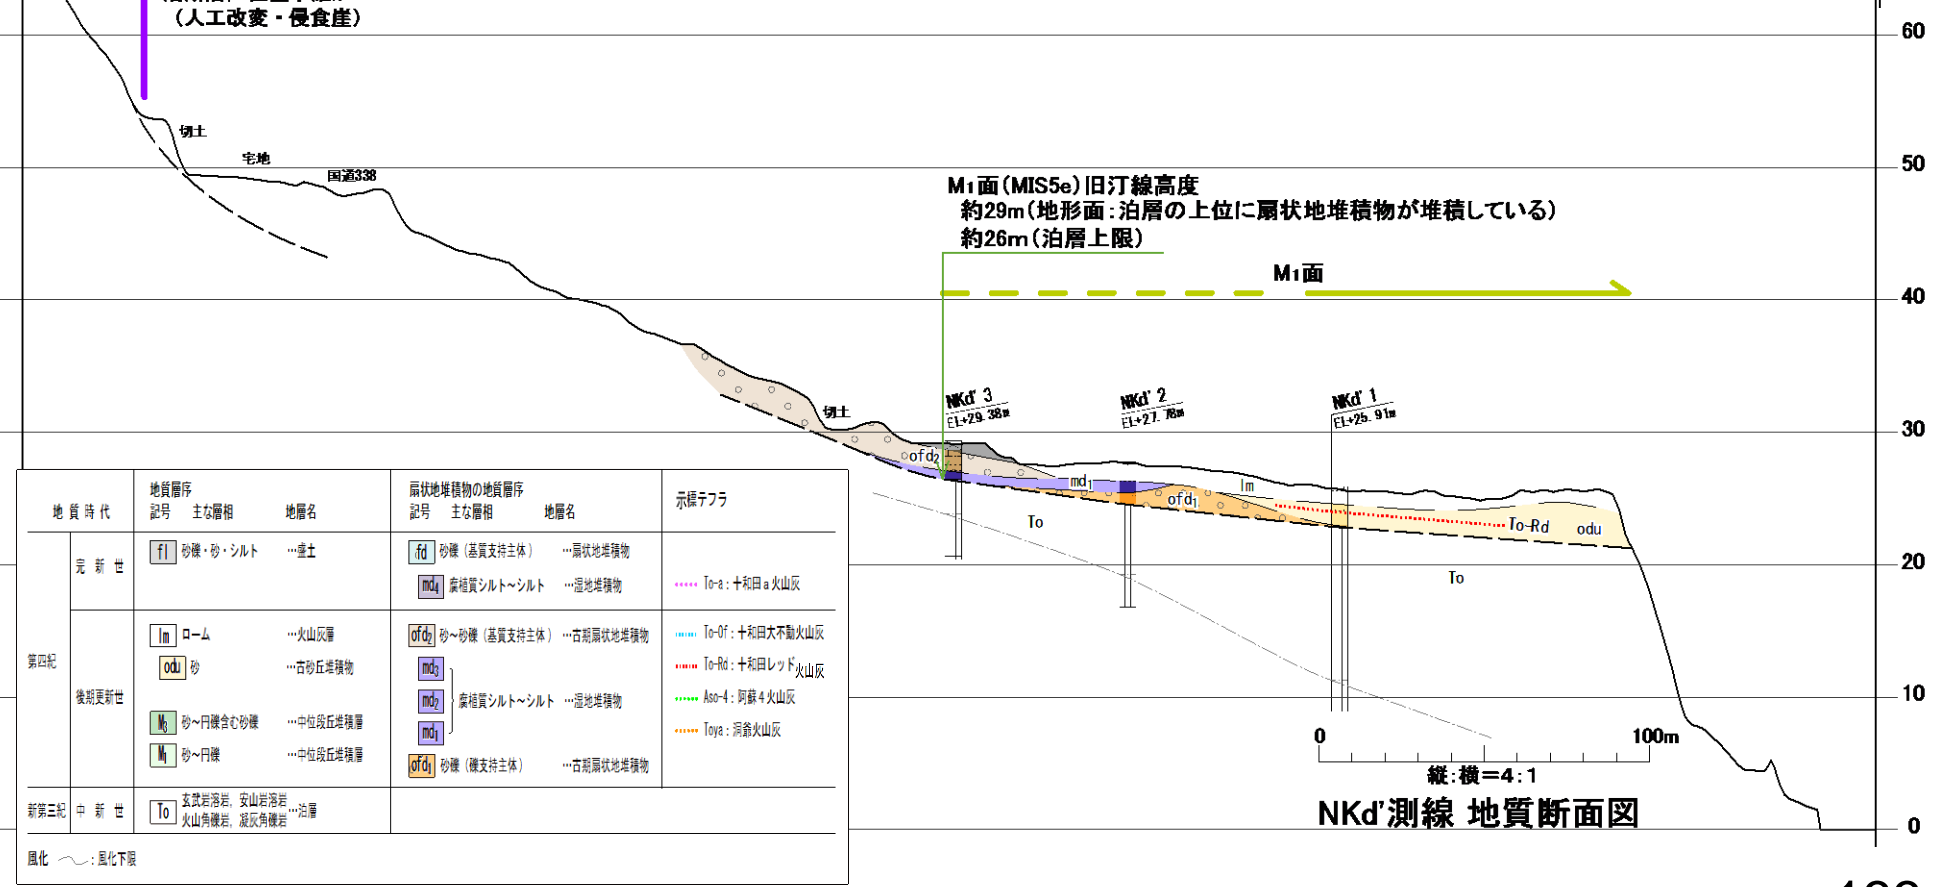 （人工改変・侵食崖）
60
切土
宅地
国道338
50
M1面（MIS5e）旧汀線高度
約29m（地形面：泊層の上位に扇状地堆積物が堆積している）
約26m（泊層上限）
M1面
40
NKd' 3
EL+29.38m
NKd' 2
EL+27.78m
NKd' 1
EL+25.91m
切土
30
ofd2
md1
ofd1
lm
To-Rd
odu
To
To
20
10
0
0 100m
縦：横＝4：1
NKd'測線 地質断面図
地質時代
地質層序
記号 主な層相 地層名
扇状地堆積物の地質層序
記号 主な層相 地層名
示標テフラ
第四紀
完新世
fl 砂礫・砂・シルト …盛土
fd 砂礫（基質支持主体） …扇状地堆積物
md4 腐植質シルト～シルト …湿地堆積物
To-a：十和田a火山灰
後期更新世
lm ローム …火山灰層
odu 砂 …古砂丘堆積物
M3 砂～円礫含む砂礫 …中位段丘堆積層
M1 砂～円礫 …中位段丘堆積層
ofd2 砂～砂礫（基質支持主体） …古期扇状地堆積物
md3
md2 腐植質シルト～シルト …湿地堆積物
md1
ofd1 砂礫（礫支持主体） …古期扇状地堆積物
To-Of：十和田大不動火山灰
To-Rd：十和田レッド火山灰
Aso-4：阿蘇4火山灰
Toya：洞爺火山灰
新第三紀 中新世
To 玄武岩溶岩，安山岩溶岩 …泊層
火山角礫岩，凝灰角礫岩
風化 ：風化下限